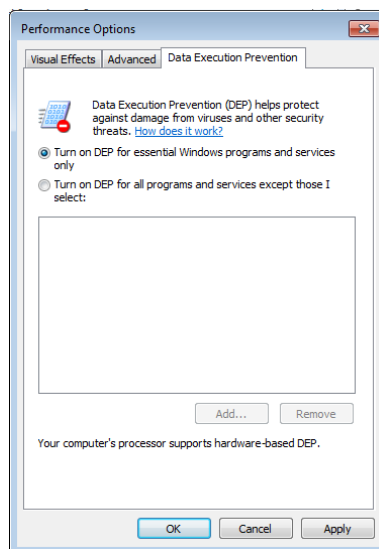 Performance Options
Visual Effects Advanced Data Execution Prevention
Data Execution Prevention (DEP) helps protect
against damage from viruses and other security
threats. How does it work?
Turn on DEP for essential Windows programs and services
only
Turn on DEP for all programs and services except those I
select:
Add... Remove
Your computer's processor supports hardware-based DEP.
OK Cancel Apply